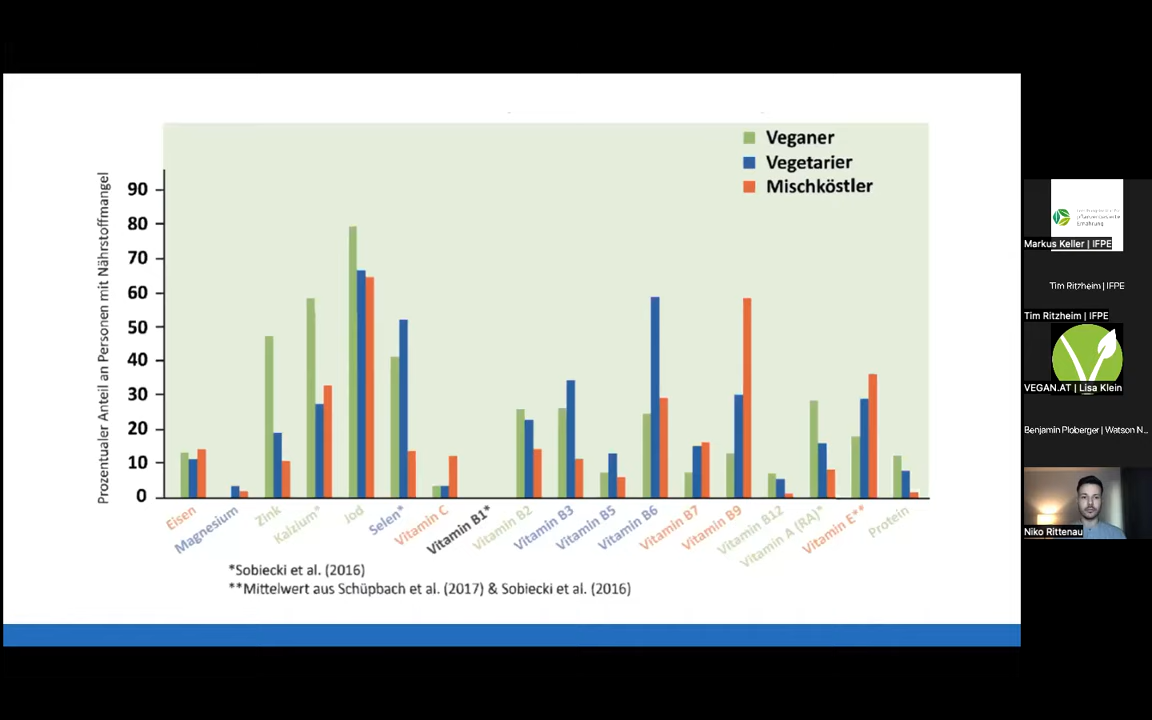 Veganer
Vegetarier
Mischköstler
Prozentualer Anteil an Personen mit Nährstoffmangel
90
80
70
60
50
40
30
20
10
0
Eisen
Magnesium
Zink
Kalzium*
Jod
Selen*
Vitamin C
Vitamin B1*
Vitamin B2
Vitamin B3
Vitamin B5
Vitamin B6
Vitamin B7
Vitamin B9
Vitamin B12
Vitamin A (RA)*
Vitamin E**
Protein
*Sobiecki et al. (2016)
**Mittelwert aus Schüpbach et al. (2017) & Sobiecki et al. (2016)
Ernährung
Markus Keller | IFPE
Tim Ritzheim | IFPE
Tim Ritzheim | IFPE
VEGAN.AT | Lisa Klein
Benjamin Ploberger | Watson N...
Niko Rittenau